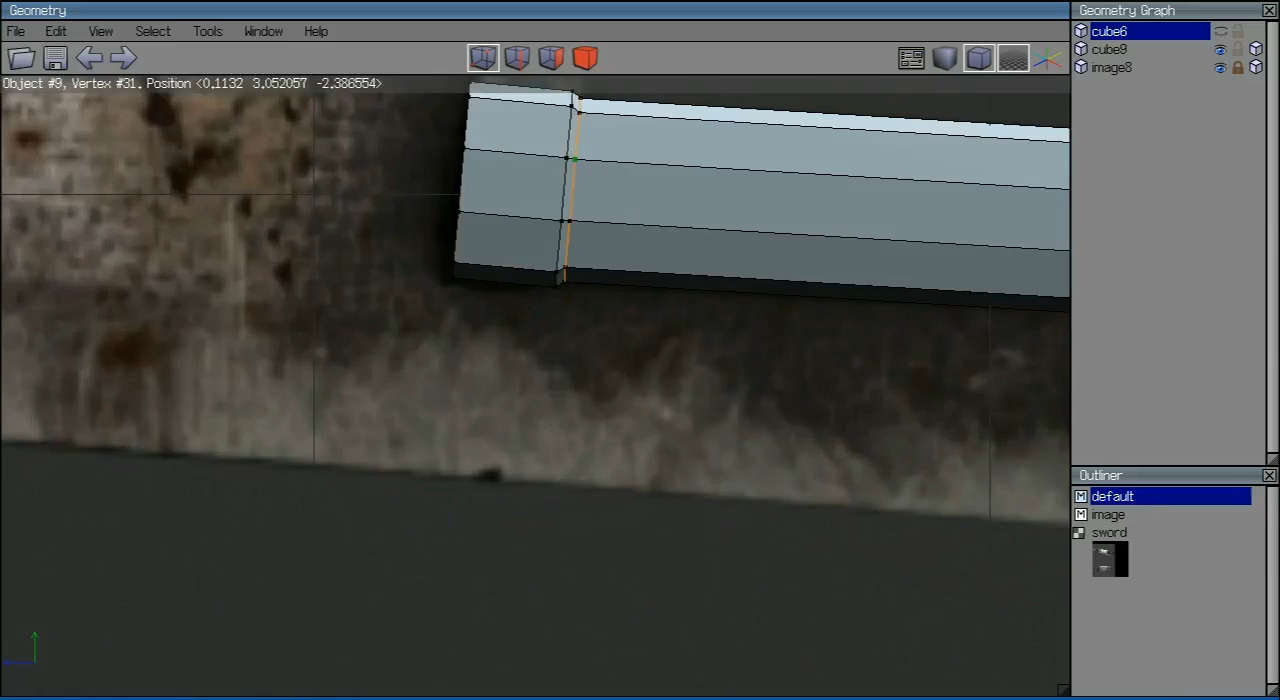 Geometry
File Edit View Select Tools Window Help
Object #9, Vertex #31. Position <0.1132 3.052057 -2.386554>
Geometry Graph
cube6
cube9
image8
Outliner
M default
M image
sword